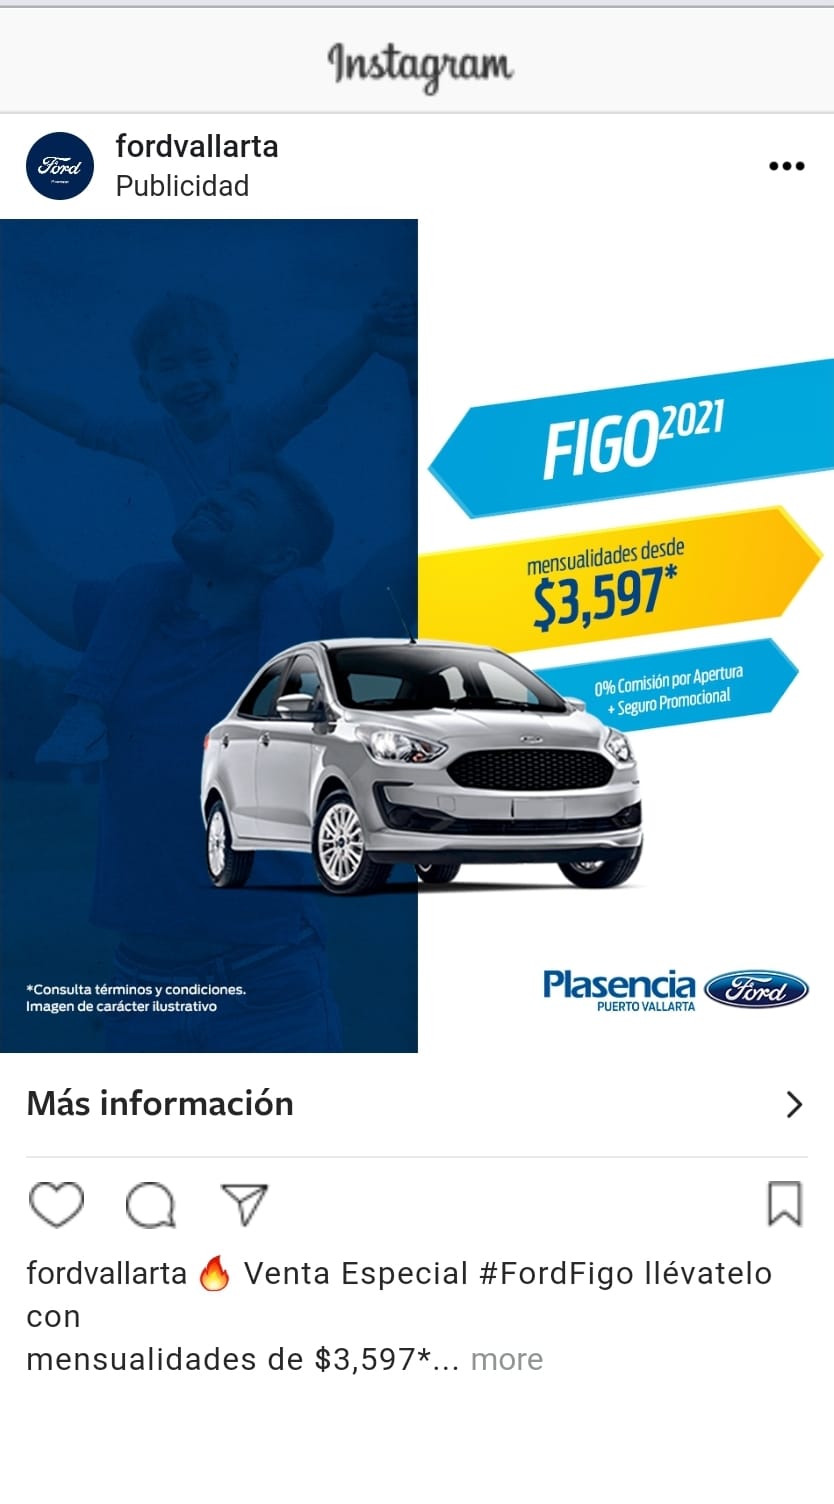 Instagram
fordvallarta
Publicidad
Ford
FIGO 2021
mensualidades desde
$3,597*
0% Comisión por Apertura
+ Seguro Promocional
*Consulta términos y condiciones.
Imagen de carácter ilustrativo
Plasencia Ford
PUERTO VALLARTA
Más información
fordvallarta 🔥 Venta Especial #FordFigo llévatelo
con
mensualidades de $3,597*... more